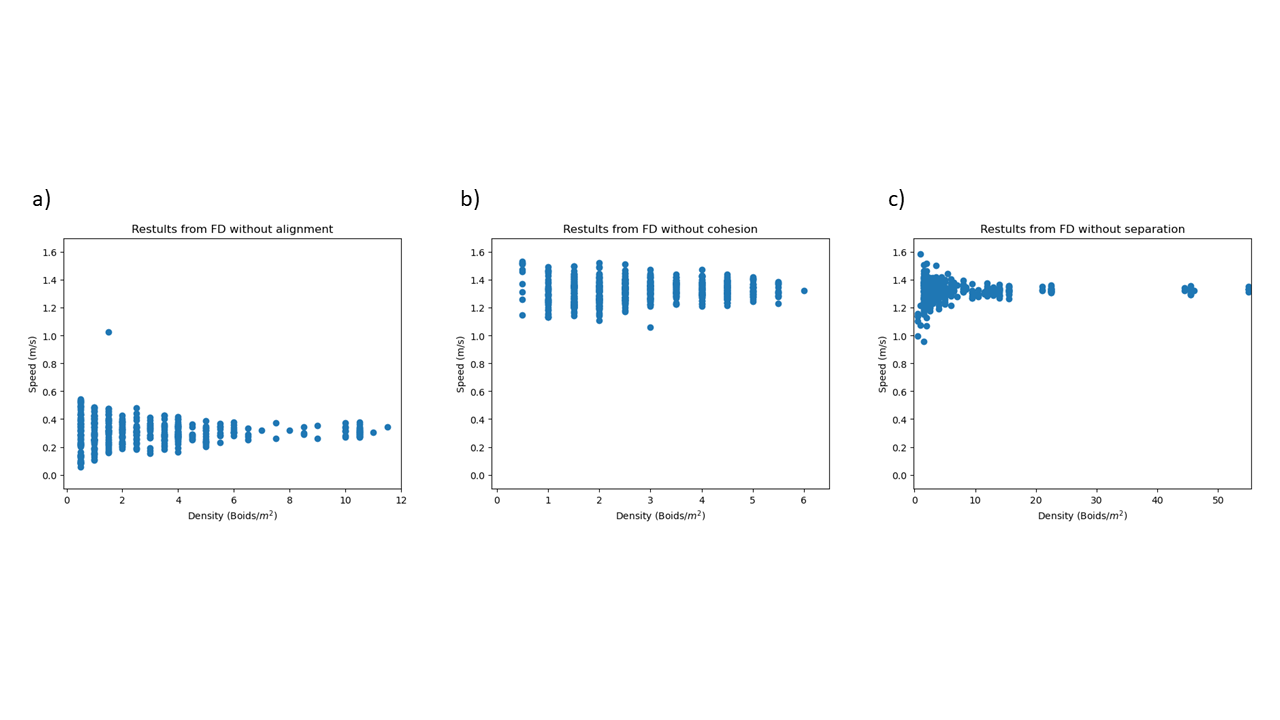 a)
Restults from FD without alignment
1.6
1.4
1.2
1.0
0.8
0.6
0.4
0.2
0.0
Speed (m/s)
0 2 4 6 8 10 12
Density (Boids/m²)
b)
Restults from FD without cohesion
1.6
1.4
1.2
1.0
0.8
0.6
0.4
0.2
0.0
Speed (m/s)
0 1 2 3 4 5 6
Density (Boids/m²)
c)
Restults from FD without separation
1.6
1.4
1.2
1.0
0.8
0.6
0.4
0.2
0.0
Speed (m/s)
0 10 20 30 40 50
Density (Boids/m²)